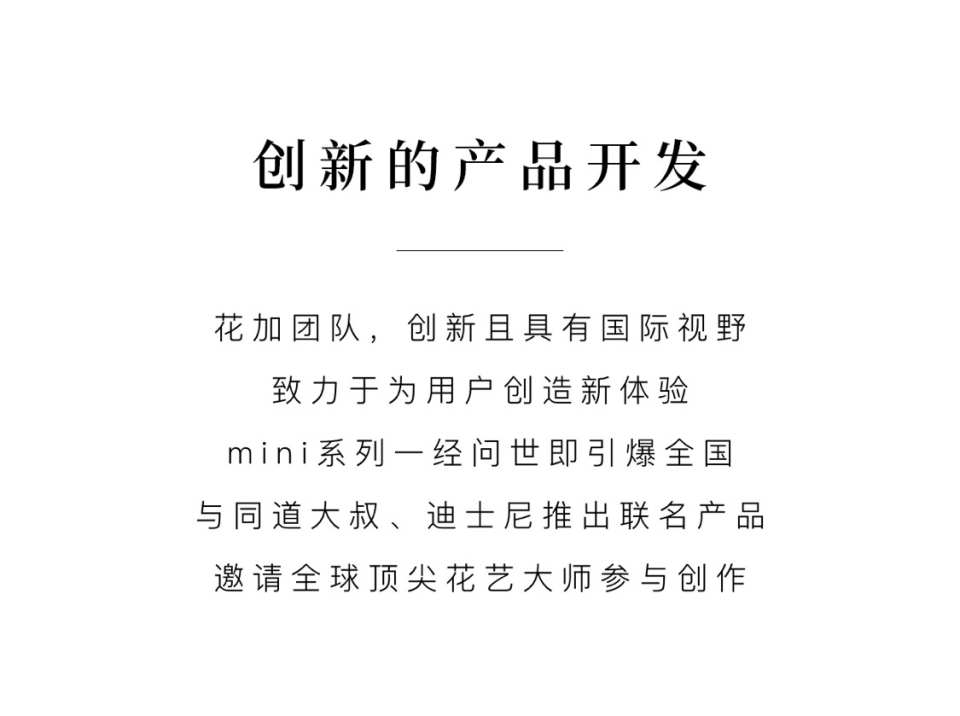 创新的产品开发
花加团队，创新且具有国际视野
致力于为用户创造新体验
mini系列一经问世即引爆全国
与同道大叔、迪士尼推出联名产品
邀请全球顶尖花艺大师参与创作